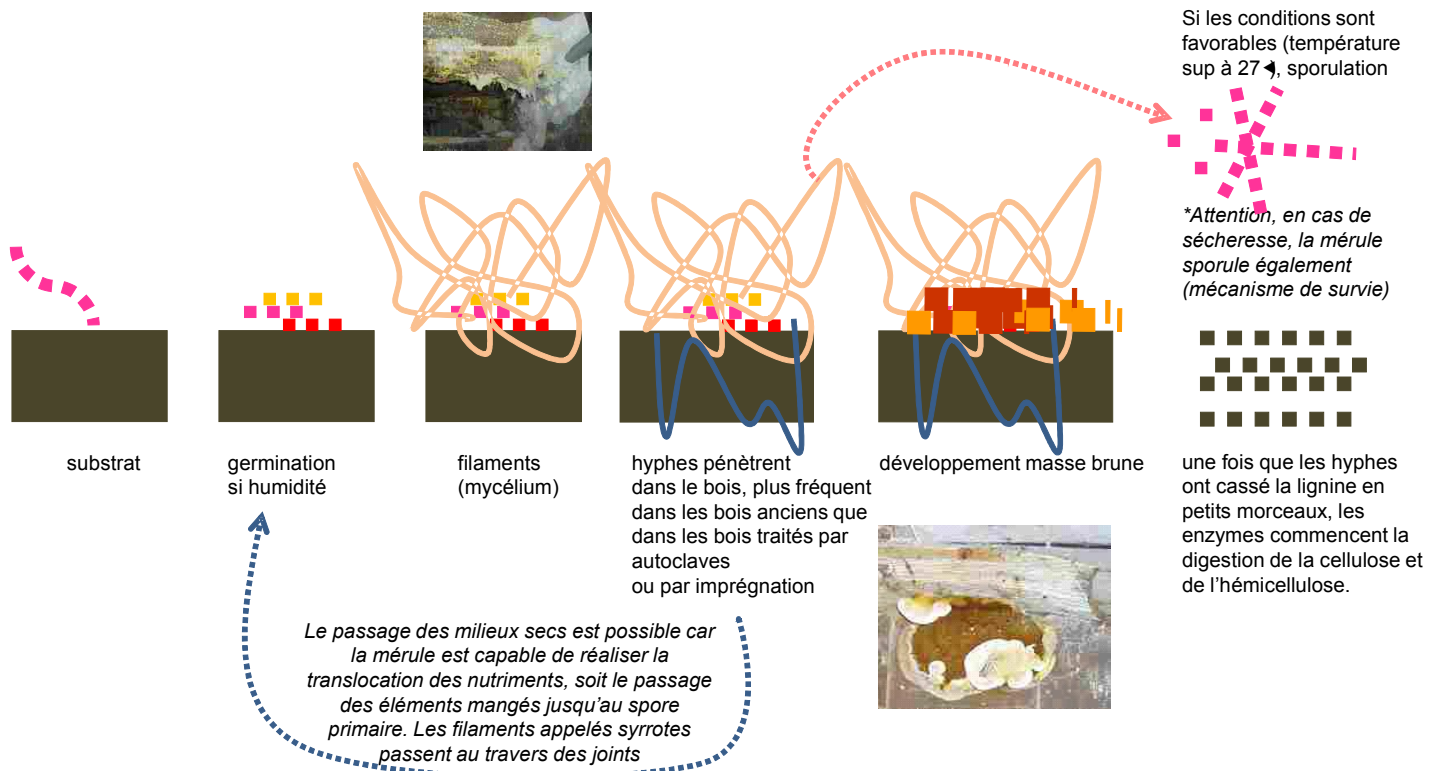 Si les conditions sont
favorables (température
sup à 27 ), sporulation
*Attention, en cas de
sécheresse, la mérule
sporule également
(mécanisme de survie)
substrat
germination
si humidité
filaments
(mycélium)
hyphes pénètrent
dans le bois, plus fréquent
dans les bois anciens que
dans les bois traités par
autoclaves
ou par imprégnation
développement masse brune
une fois que les hyphes
ont cassé la lignine en
petits morceaux, les
enzymes commencent la
digestion de la cellulose et
de l’hémicellulose.
Le passage des milieux secs est possible car
la mérule est capable de réaliser la
translocation des nutriments, soit le passage
des éléments mangés jusqu’au spore
primaire. Les filaments appelés syrrotes
passent au travers des joints